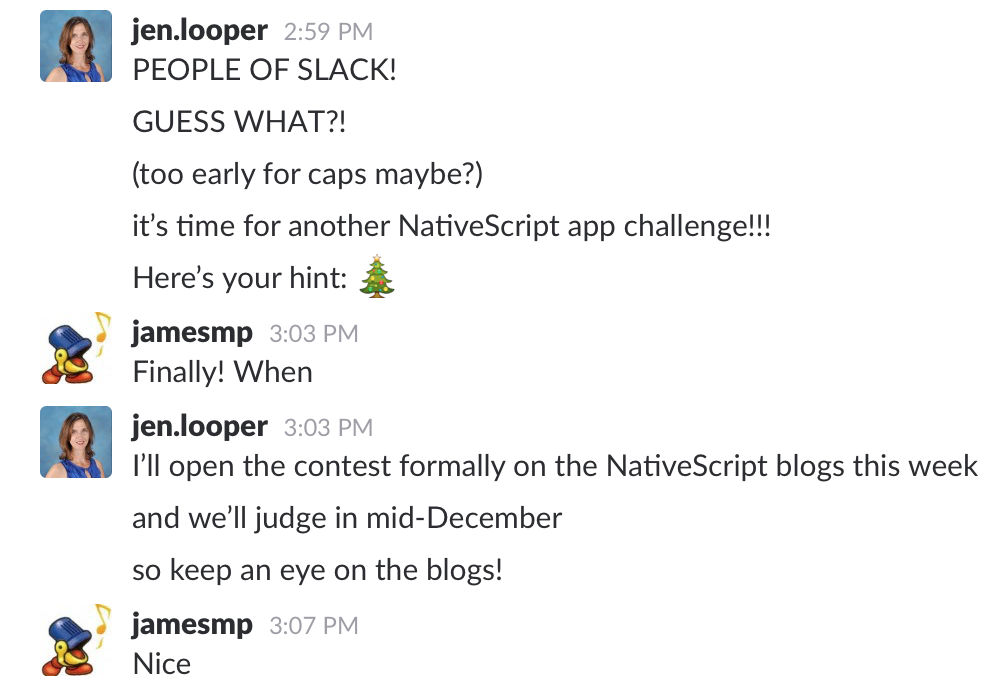 jen.looper 2:59 PM
PEOPLE OF SLACK!
GUESS WHAT?!
(too early for caps maybe?)
it’s time for another NativeScript app challenge!!!
Here’s your hint: 🎄
jamesmp 3:03 PM
Finally! When
jen.looper 3:03 PM
I’ll open the contest formally on the NativeScript blogs this week
and we’ll judge in mid-December
so keep an eye on the blogs!
jamesmp 3:07 PM
Nice